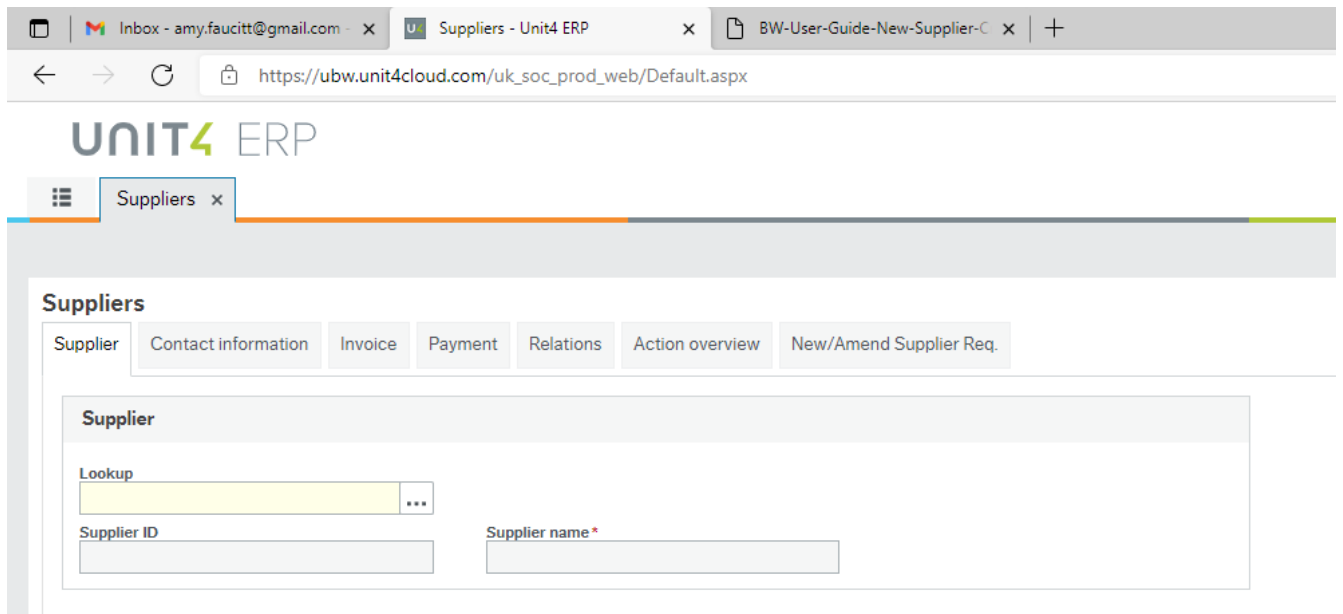 Inbox - amy.faucitt@gmail.com -
Suppliers - Unit4 ERP
BW-User-Guide-New-Supplier-C
https://ubw.unit4cloud.com/uk_soc_prod_web/Default.aspx
UNIT4 ERP
Suppliers
Suppliers
Supplier Contact information Invoice Payment Relations Action overview New/Amend Supplier Req.
Supplier
Lookup
...
Supplier ID Supplier name *